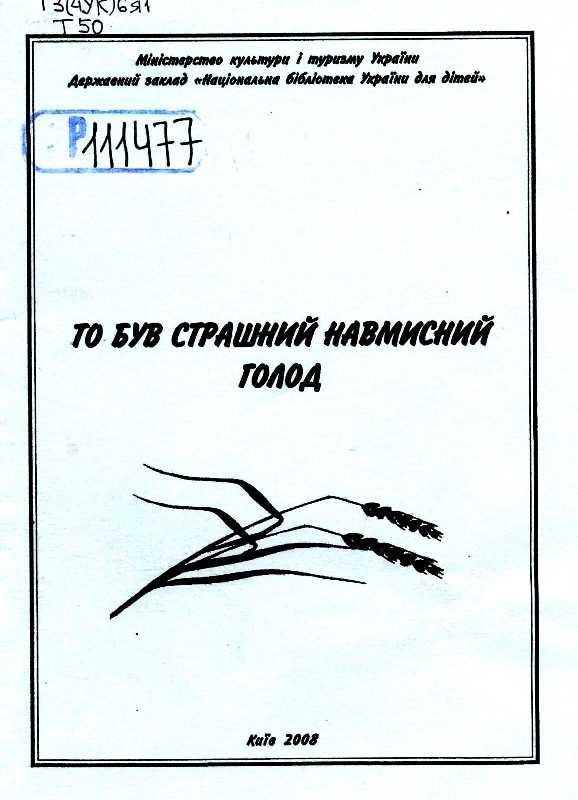 Т3(4УК)6я1
Т50
Міністерство культури і туризму України
Державний заклад «Національна бібліотека України для дітей»
Р111477
ТО БУВ СТРАШНИЙ НАВМИСНИЙ
ГОЛОД
Київ 2008